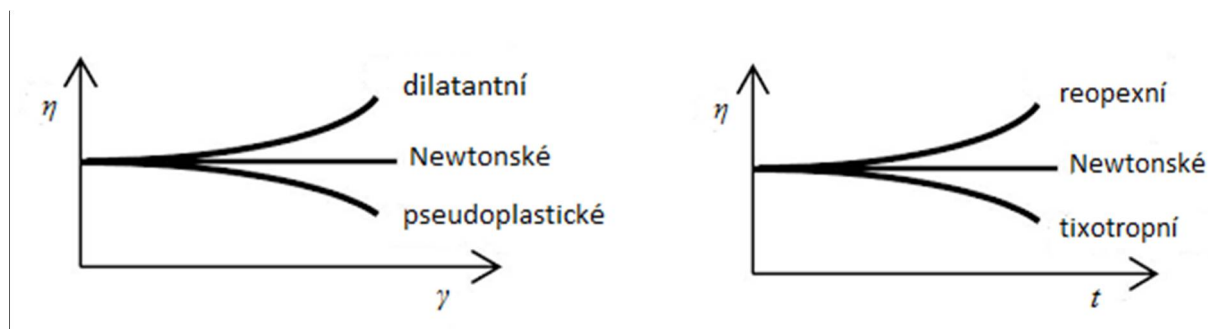 η
dilatantní
Newtonské
pseudoplastické
γ
η
reopexní
Newtonské
tixotropní
t